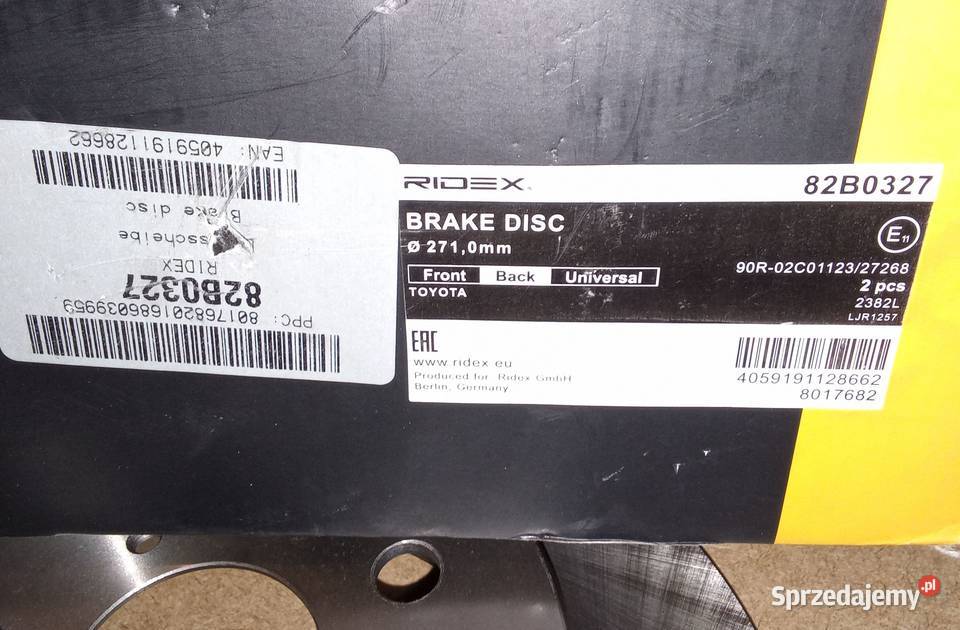 EAN: 4059191128662
Brake disc
RIDEX
82B0327
PPC: 8017682016860399​59
RIDEX
82B0327
BRAKE DISC
Ø 271,0mm
E11
Front Back Universal
90R-02C01123/27268
TOYOTA
2 pcs
2382L
LJR1257
EAC
www.ridex.eu
Produced for: Ridex GmbH
Berlin, Germany
4059191128662
8017682
Sprzedajemy.pl